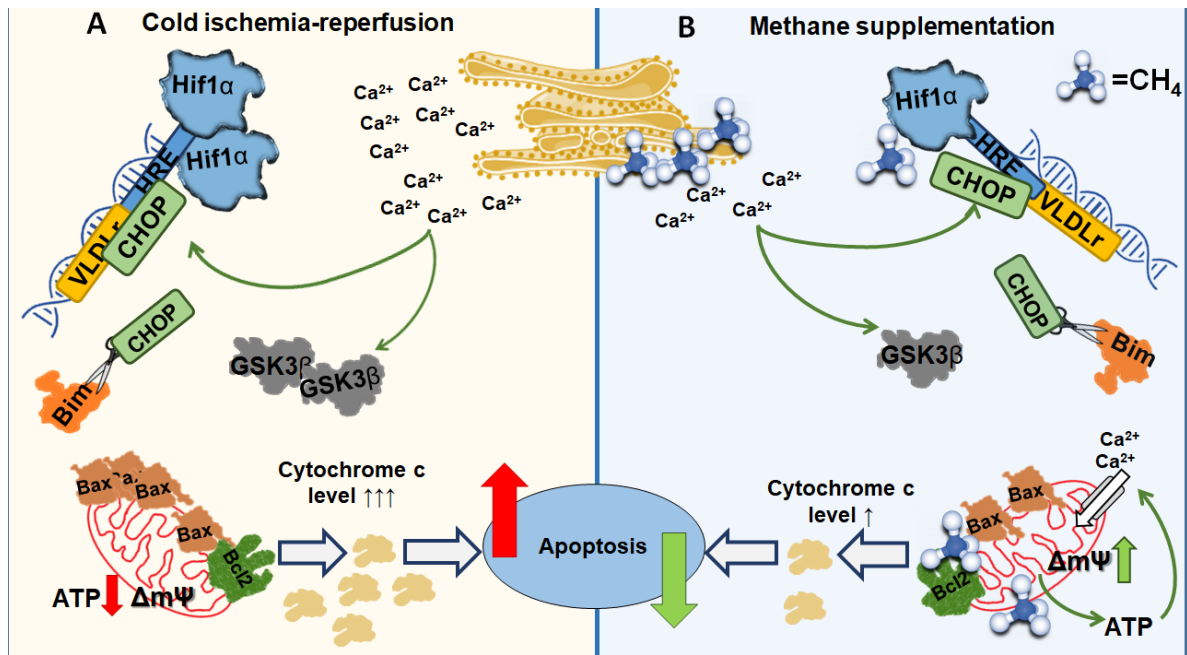 A
Cold ischemia-reperfusion
Hif1α
Hif1α
HRE
CHOP
VLDLr
Ca²⁺
Ca²⁺
Ca²⁺
Ca²⁺
Ca²⁺
Ca²⁺
Ca²⁺
Ca²⁺
Ca²⁺
Ca²⁺
CHOP
Bim
GSK3β
GSK3β
Bax
Bax
Bax
Bcl2
Cytochrome c
level ↑↑↑
ATP
ΔmΨ
Apoptosis
B
Methane supplementation
=CH₄
Hif1α
HRE
CHOP
VLDLr
Ca²⁺
Ca²⁺
Ca²⁺
Ca²⁺
CHOP
Bim
GSK3β
Cytochrome c
level ↑
Ca²⁺
Ca²⁺
Bax
Bax
Bcl2
ΔmΨ
ATP